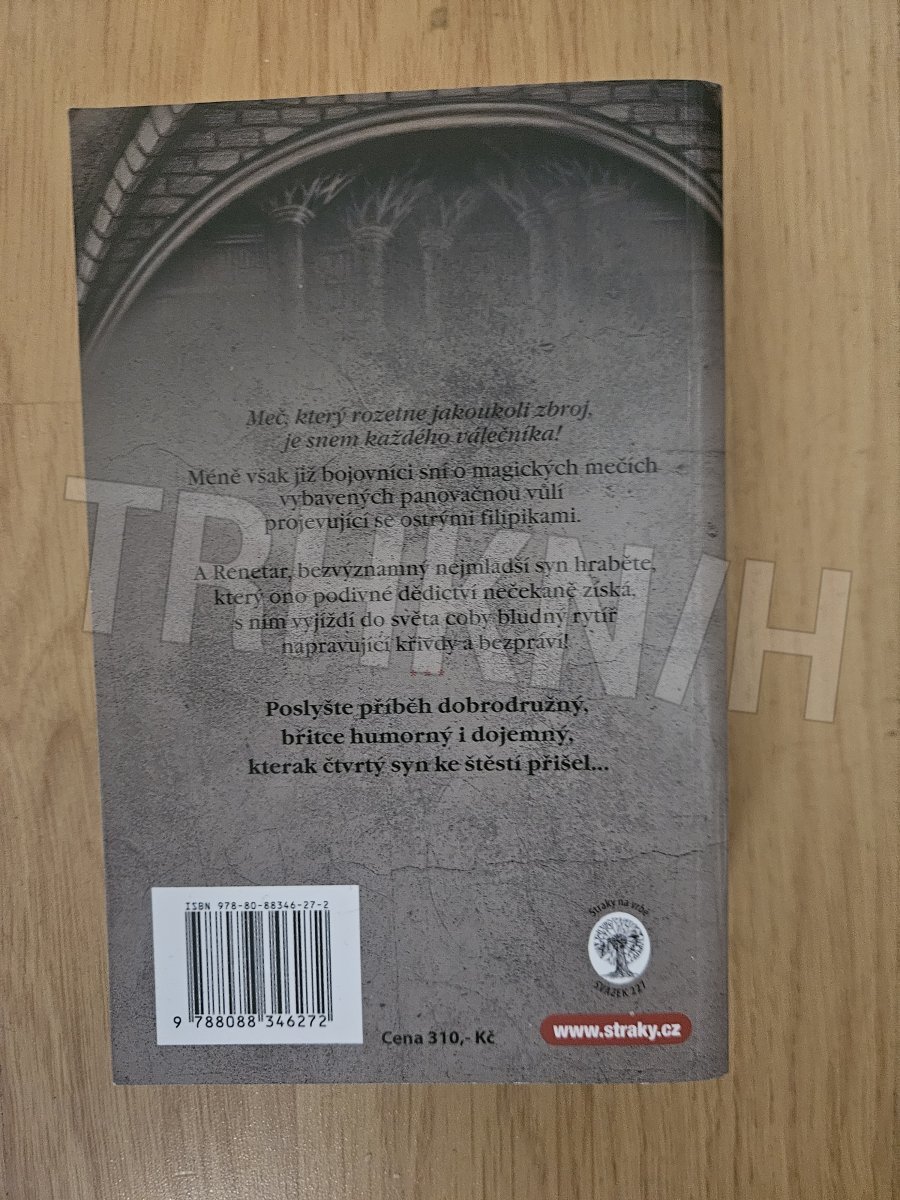 Meč, který rozetne jakoukoli zbroj,
je snem každého válečníka!
Méně však již bojovníci sní o magických mečích
vybavených panovačnou vůlí
projevující se ostrými filipikami.
A Renetar, bezvýznamný nejmladší syn hraběte,
který ono podivné dědictví nečekaně získá,
s ním vyjíždí do světa coby bludný rytíř
napravující křivdy a bezpráví!
TRHKNIH
Poslyšte příběh dobrodružný,
břitce humorný i dojemný,
kterak čtvrtý syn ke štěstí přišel...
ISBN 978-80-88346-27-2
9 788088 346272
Cena 310,- Kč
Straky na vrbě
SVAZEK 227
www.straky.cz